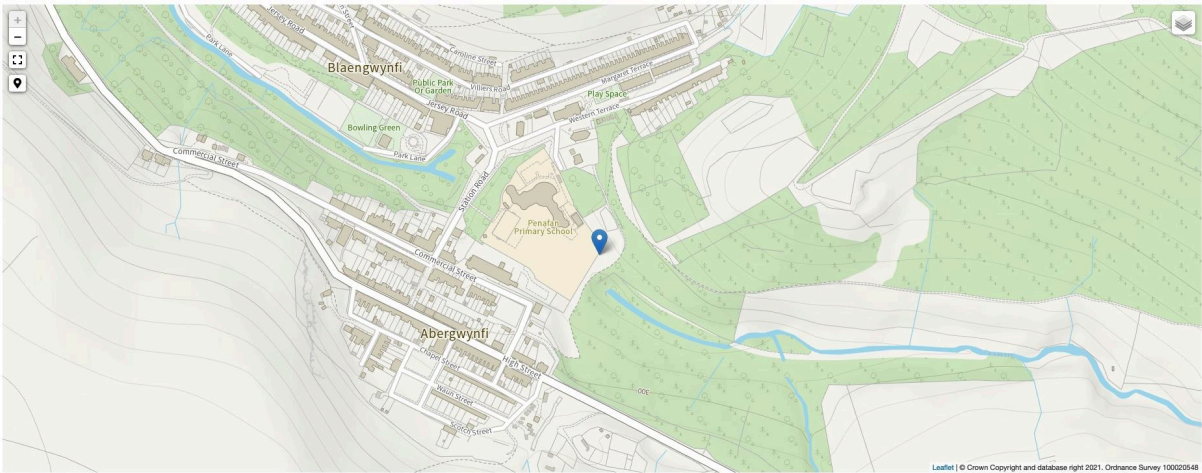 +
−
Jersey Road
Street
Park Lane
Caroline Street
Blaengwynfi
Margaret Terrace
Public Park
Or Garden
Villiers Road
Play Space
Jersey Road
Western Terrace
Bowling Green
Park Lane
Commercial Street
Station Road
Penafan
Primary School
Commercial Street
Abergwynfi
Chapel Street
High Street
Waun Street
300
Scotch Street
Leaflet | © Crown Copyright and database right 2021. Ordnance Survey 100020548